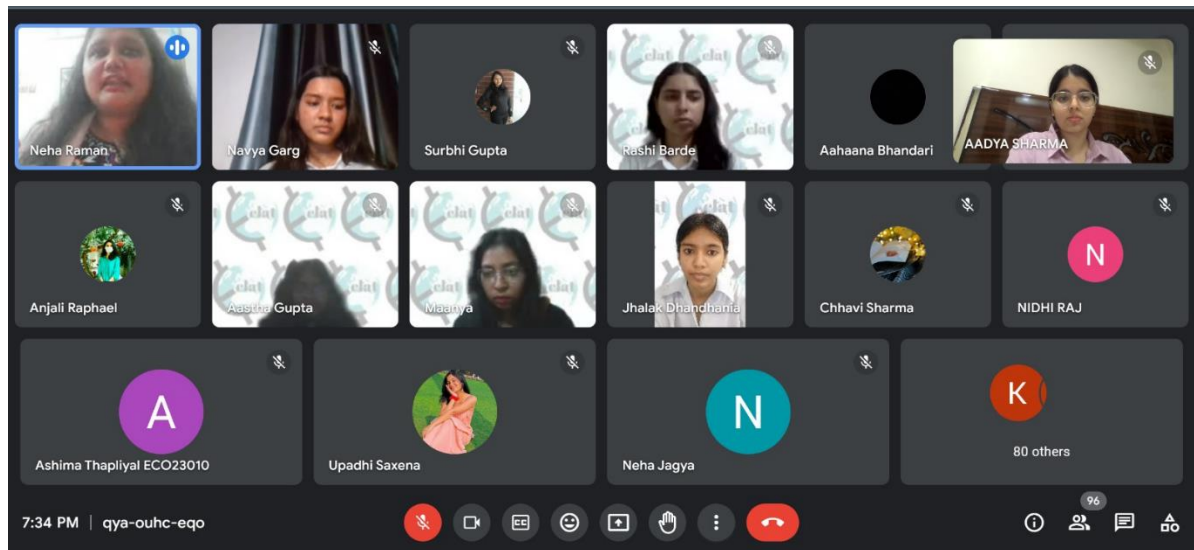 Neha Raman
Navya Garg
Surbhi Gupta
Rashi Barde
Aahaana Bhandari
AADYA SHARMA
Anjali Raphael
Aastha Gupta
Maanya
Jhalak Dhandhania
Chhavi Sharma
N
NIDHI RAJ
A
Ashima Thapliyal ECO23010
Upadhi Saxena
N
Neha Jagya
K
80 others
7:34 PM | qya-ouhc-eqo
CC
96